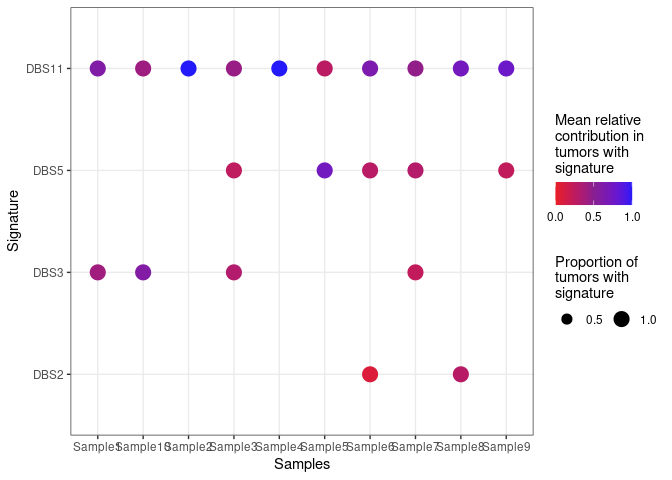 DBS11
DBS5
DBS3
DBS2
Signature
Sample1 Sample10 Sample2 Sample3 Sample4 Sample5 Sample6 Sample7 Sample8 Sample9
Samples
Mean relative
contribution in
tumors with
signature
0.0 0.5 1.0
Proportion of
tumors with
signature
0.5 1.0